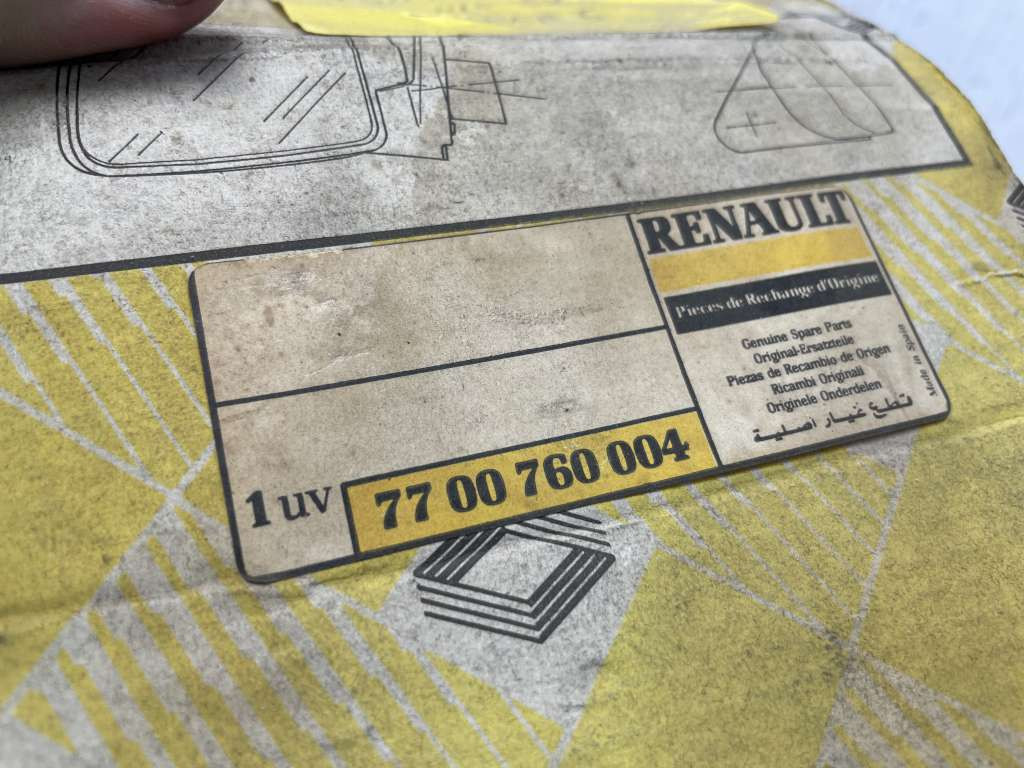 RENAULT
Pieces de Rechange d'Origine
Genuine Spare Parts
Original-Ersatzteile
Piezas de Recambio de Origen
Ricambi Originali
Originele Onderdelen
قطع غيار اصلية
Made in Spain
1 uv
77 00 760 004